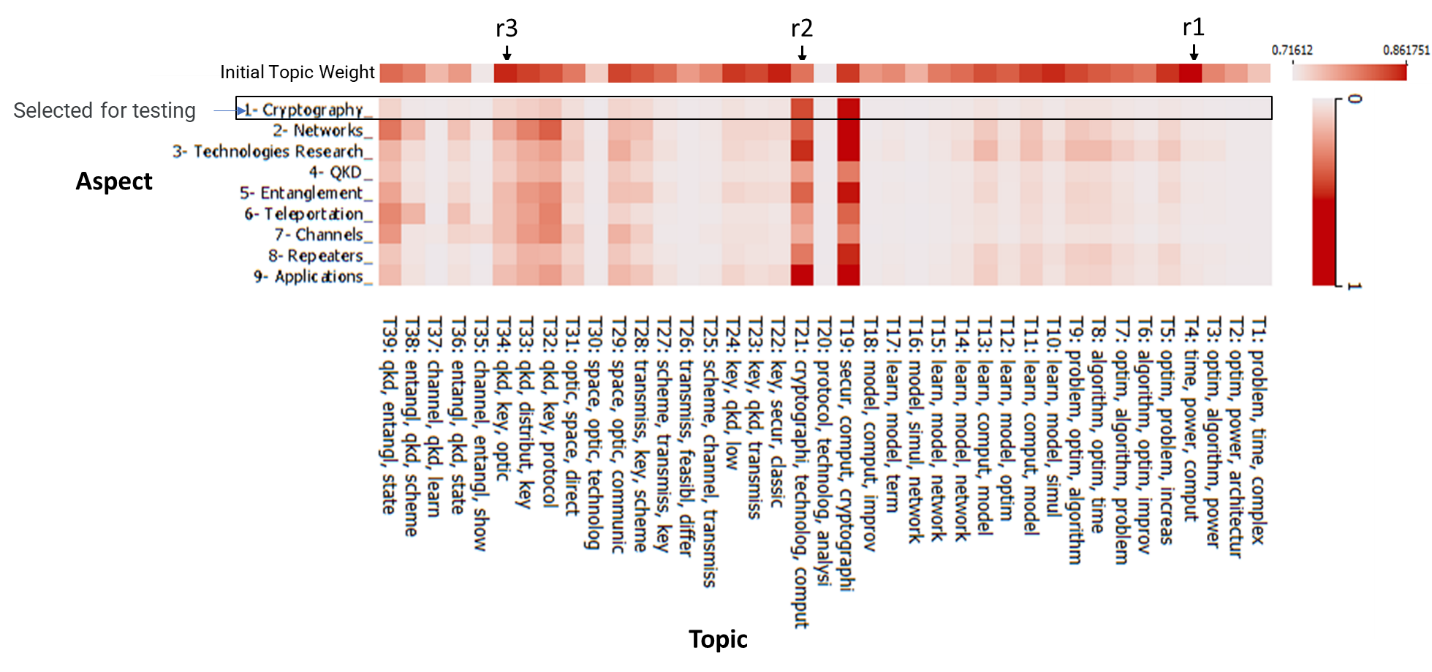 r3
r2
r1
0.71612
0.861751
Initial Topic Weight
0
1
Selected for testing
1- Cryptography_
2- Networks_
3- Technologies Research_
4- QKD_
5- Entanglement_
6- Teleportation_
7- Channels_
8- Repeaters_
9- Applications_
Aspect
T39: qkd, entangl, state
T38: entangl, qkd, scheme
T37: channel, qkd, learn
T36 entangl, qkd, state
T35: channel, entangl, show
T34: qkd, key, optic
T33: qkd, distribut, key
T32: qkd, key, protocol
T31: optic, space, direct
T30: space, optic, technolog
T29: space, optic, communic
T28: transmiss, key, scheme
T27: scheme, transmiss, key
T26: transmiss, feasibl, differ
T25: scheme, channel, transmiss
T24: key, qkd, low
T23: key, qkd, transmiss
T22: key, secur, classic
T21: cryptographi, technolog, comput
T20: protocol, technolog, analysi
T19: secur, comput, cryptographi
T18: model, comput, improv
T17: learn, model, term
T16: model, simul, network
T15: learn, model, network
T14: learn, model, network
T13: learn, comput, model
T12: learn, model, optim
T11: learn, comput, model
T10: learn, model, simul
T9: problem, optim, algorithm
T8: algorithm, optim, time
T7: optim, algorithm, problem
T6: algorithm, optim, improv
T5: optim, problem, increas
T4: time, power, comput
T3: optim, algorithm, power
T2: optim, power, architectur
T1: problem, time, complex
Topic